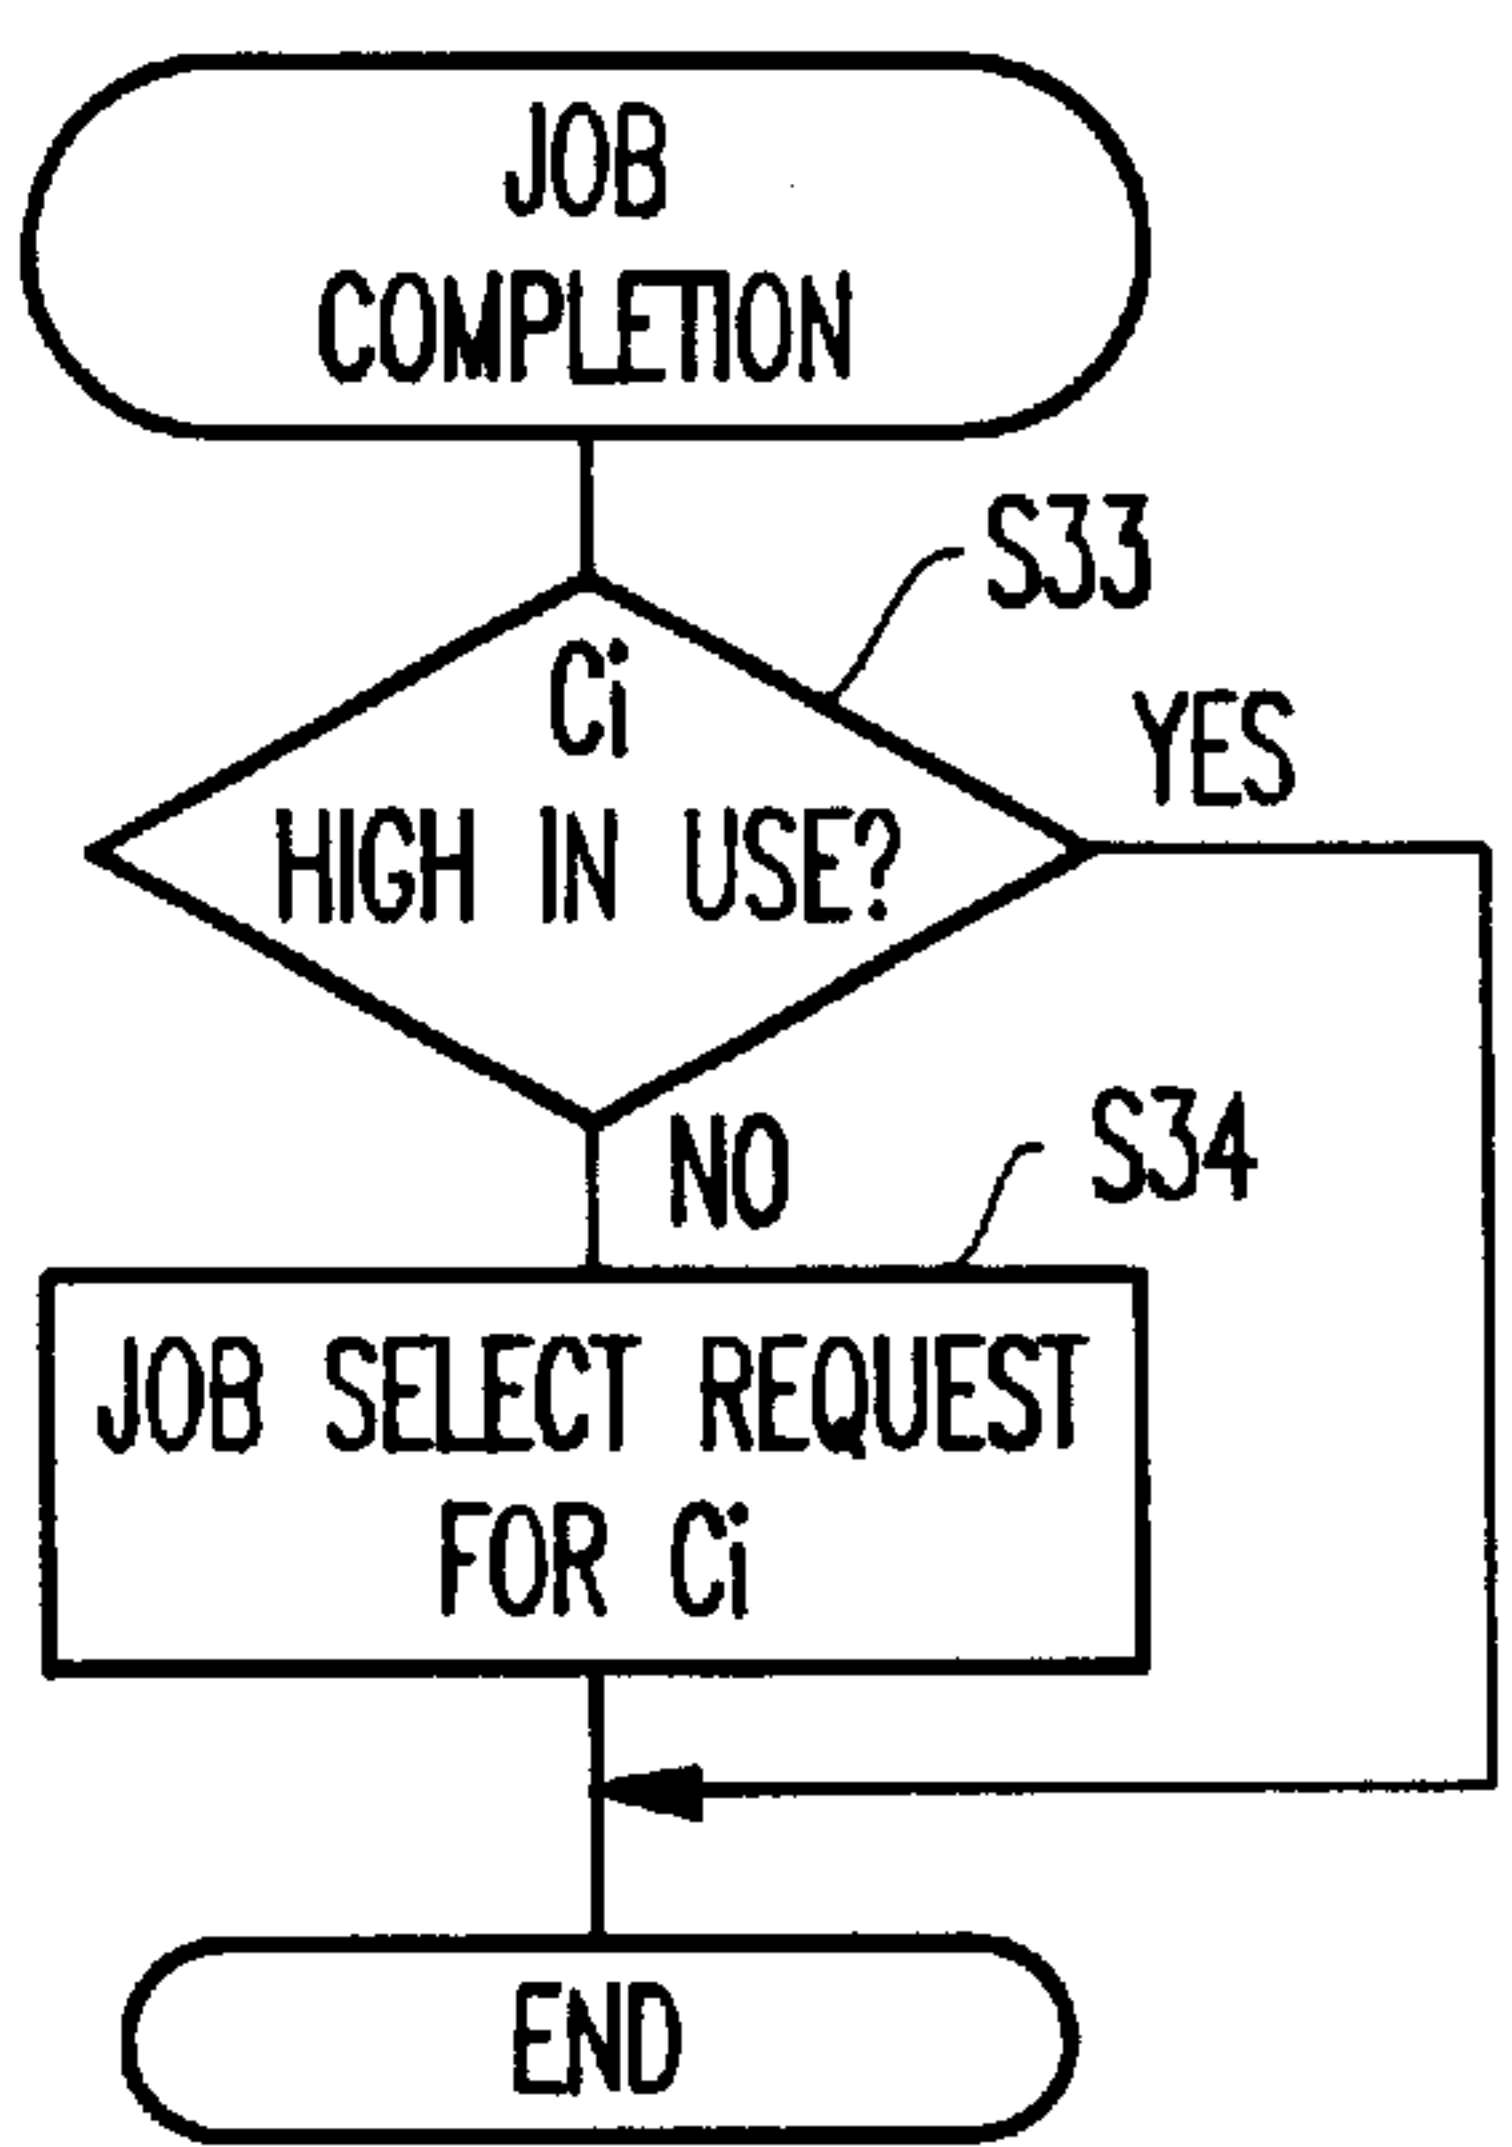 JOB
COMPLETION
S33
Ci
HIGH IN USE?
YES
NO
S34
JOB SELECT REQUEST
FOR Ci
END